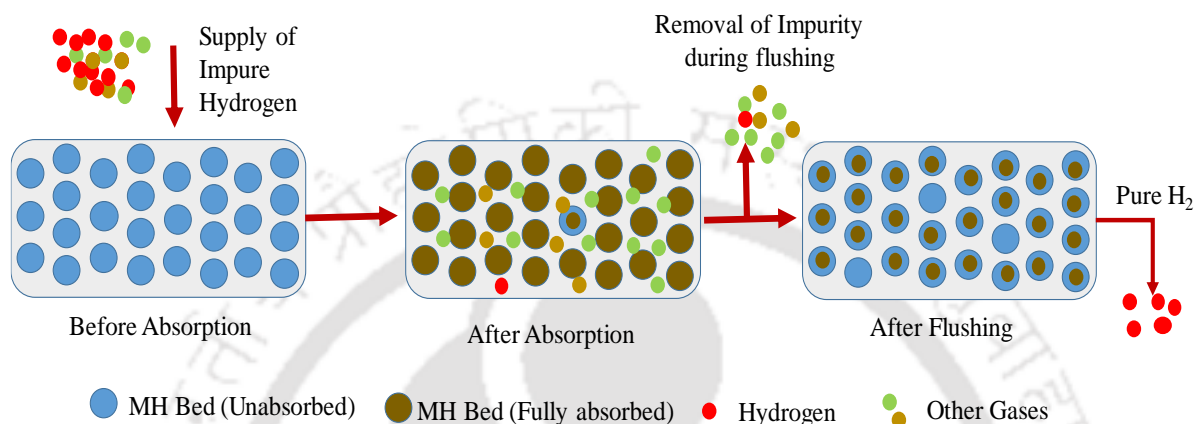 Supply of
Impure
Hydrogen
Removal of Impurity
during flushing
Pure H₂
Before Absorption
After Absorption
After Flushing
MH Bed (Unabsorbed)
MH Bed (Fully absorbed)
Hydrogen
Other Gases